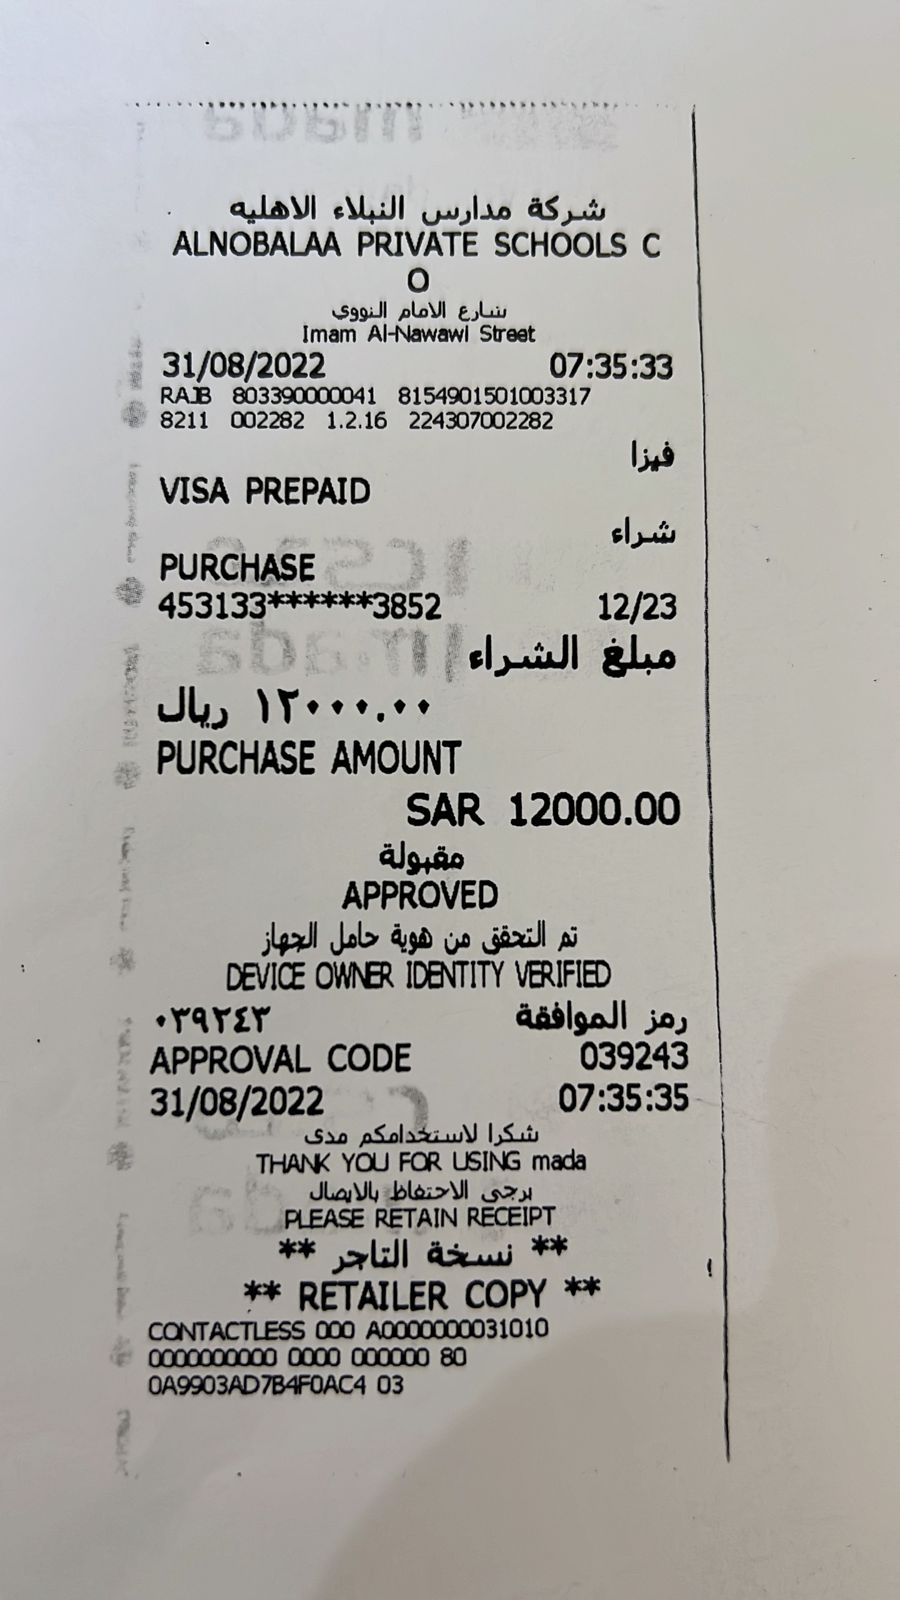 شركة مدارس النبلاء الاهليه
ALNOBALAA PRIVATE SCHOOLS C
O
شارع الامام النووي
Imam Al-Nawawi Street
31/08/2022 07:35:33
RAJB 803390000041 8154901501003317
8211 002282 1.2.16 224307002282
فيزا
VISA PREPAID
شراء
PURCHASE
453133******3852 12/23
مبلغ الشراء
١٢٠٠٠.٠٠ ريال
PURCHASE AMOUNT
SAR 12000.00
مقبولة
APPROVED
تم التحقق من هوية حامل الجهاز
DEVICE OWNER IDENTITY VERIFIED
رمز الموافقة ٠٣٩٢٤٣
APPROVAL CODE 039243
31/08/2022 07:35:35
شكرا لاستخدامكم مدى
THANK YOU FOR USING mada
يرجى الاحتفاظ بالايصال
PLEASE RETAIN RECEIPT
** نسخة التاجر **
** RETAILER COPY **
CONTACTLESS 000 A0000000031010
0000000000 0000 000000 80
0A9903AD7B4F0AC4 03